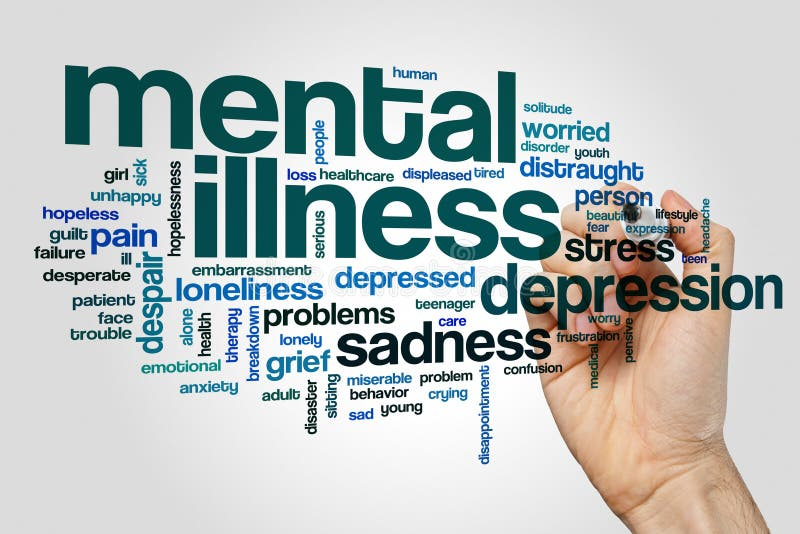 mental
illness
human
solitude
worried
disorder youth
distraught
people
loss healthcare displeased tired
serious
girl sick
unhappy
hopelessness
hopeless
guilt pain
failure ill
desperate
despair
embarrassment
loneliness depressed
patient
face
trouble
alone
health
therapy
breakdown
problems
teenager
care
lonely
grief sadness
emotional
anxiety
adult
disaster
sitting
miserable problem
behavior crying
sad young
disappointment
confusion
person
beautiful lifestyle
fear expression
stress
teen
headache
depression
worry
frustration
medical
pensive